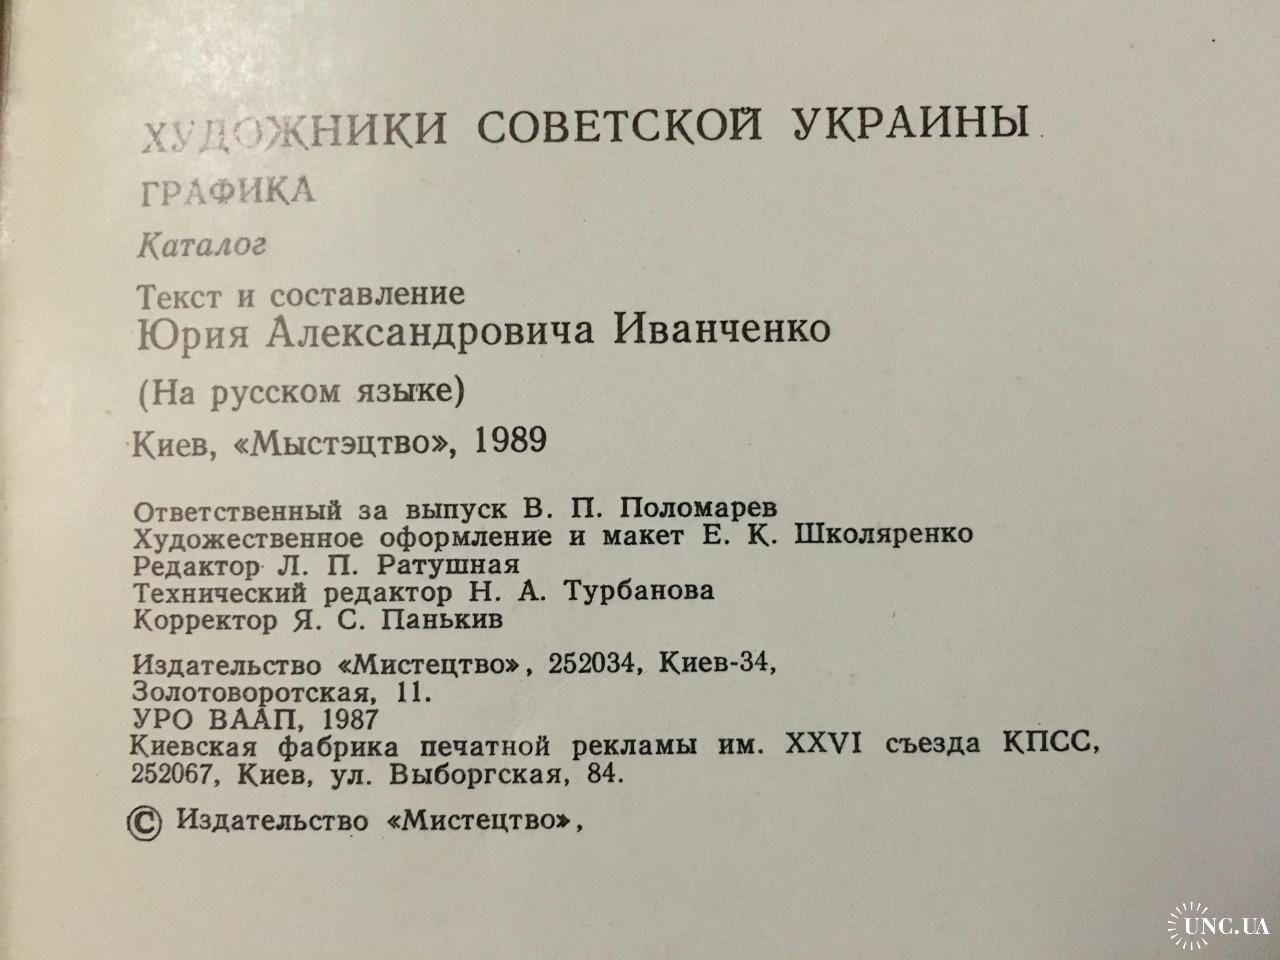 ХУДОЖНИКИ СОВЕТСКОЙ УКРАИНЫ
ГРАФИКА
Каталог
Текст и составление
Юрия Александровича Иванченко
(На русском языке)
Киев, «Мыстэцтво», 1989
Ответственный за выпуск В. П. Поломарев
Художественное оформление и макет Е. К. Школяренко
Редактор Л. П. Ратушная
Технический редактор Н. А. Турбанова
Корректор Я. С. Панькив
Издательство «Мистецтво», 252034, Киев-34,
Золотоворотская, 11.
УРО ВААП, 1987
Киевская фабрика печатной рекламы им. XXVI съезда КПСС,
252067, Киев, ул. Выборгская, 84.
© Издательство «Мистецтво»,
UNC.UA